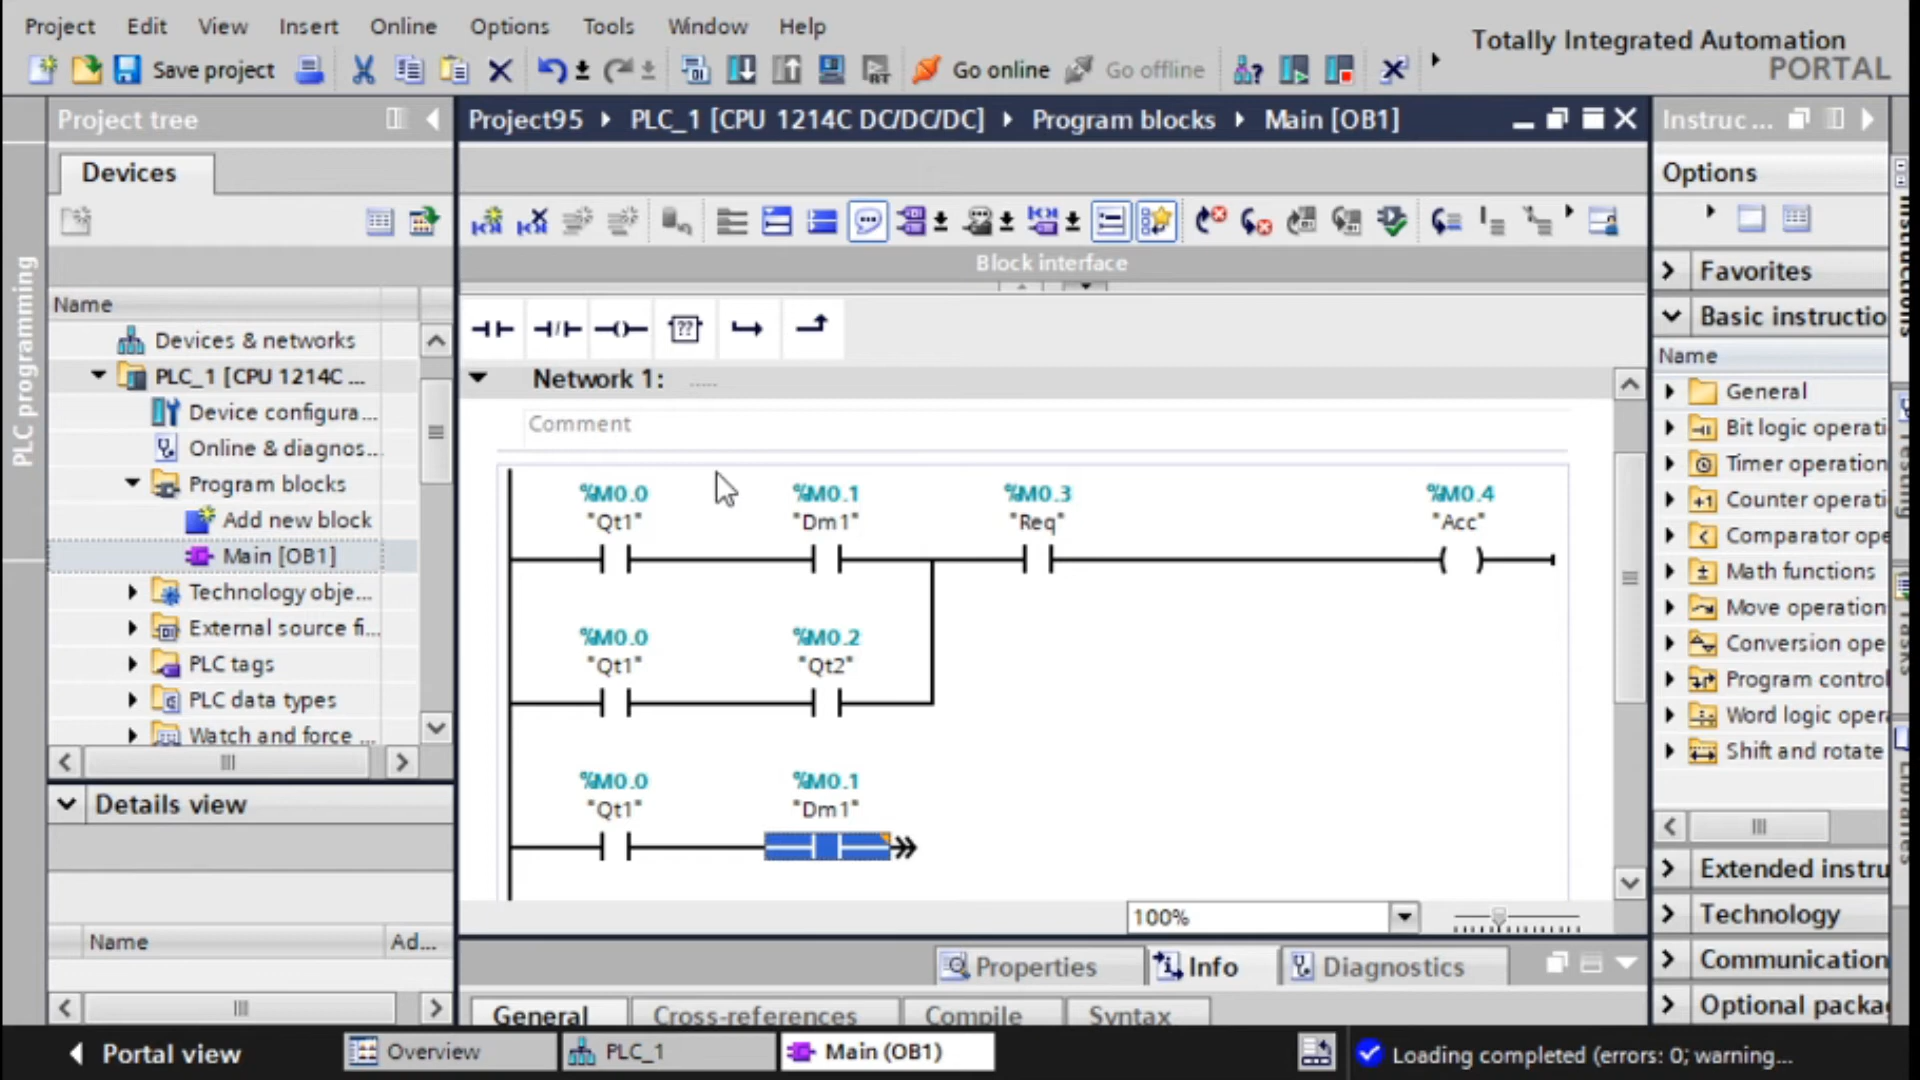 Project Edit View Insert Online Options Tools Window Help
Totally Integrated Automation
PORTAL
Save project
Go online
Go offline
Project tree
Project95 PLC_1 [CPU 1214C DC/DC/DC] Program blocks Main [OB1]
Instruc ...
Devices
Options
Block interface
PLC programming
Name
Devices & networks
PLC_1 [CPU 1214C ...
Device configura...
Online & diagnos...
Program blocks
Add new block
Main [OB1]
Technology obje...
External source fi...
PLC tags
PLC data types
Watch and force ...
Details view
Name Ad...
??
Network 1: .....
Comment
%M0.0 %M0.1 %M0.3 %M0.4
"Qt1" "Dm1" "Req" "Acc"
%M0.0 %M0.2
"Qt1" "Qt2"
%M0.0 %M0.1
"Qt1" "Dm1"
100%
Properties Info Diagnostics
General Cross-references Compile Syntax
Favorites
Basic instructio
Name
General
Bit logic operati
Timer operation
Counter operati
Comparator ope
Math functions
Move operation
Conversion ope
Program control
Word logic opera
Shift and rotate
Extended instru
Technology
Communication
Optional packag
Instructions
Testing
Tasks
Libraries
Portal view Overview PLC_1 Main (OB1) Loading completed (errors: 0; warning...